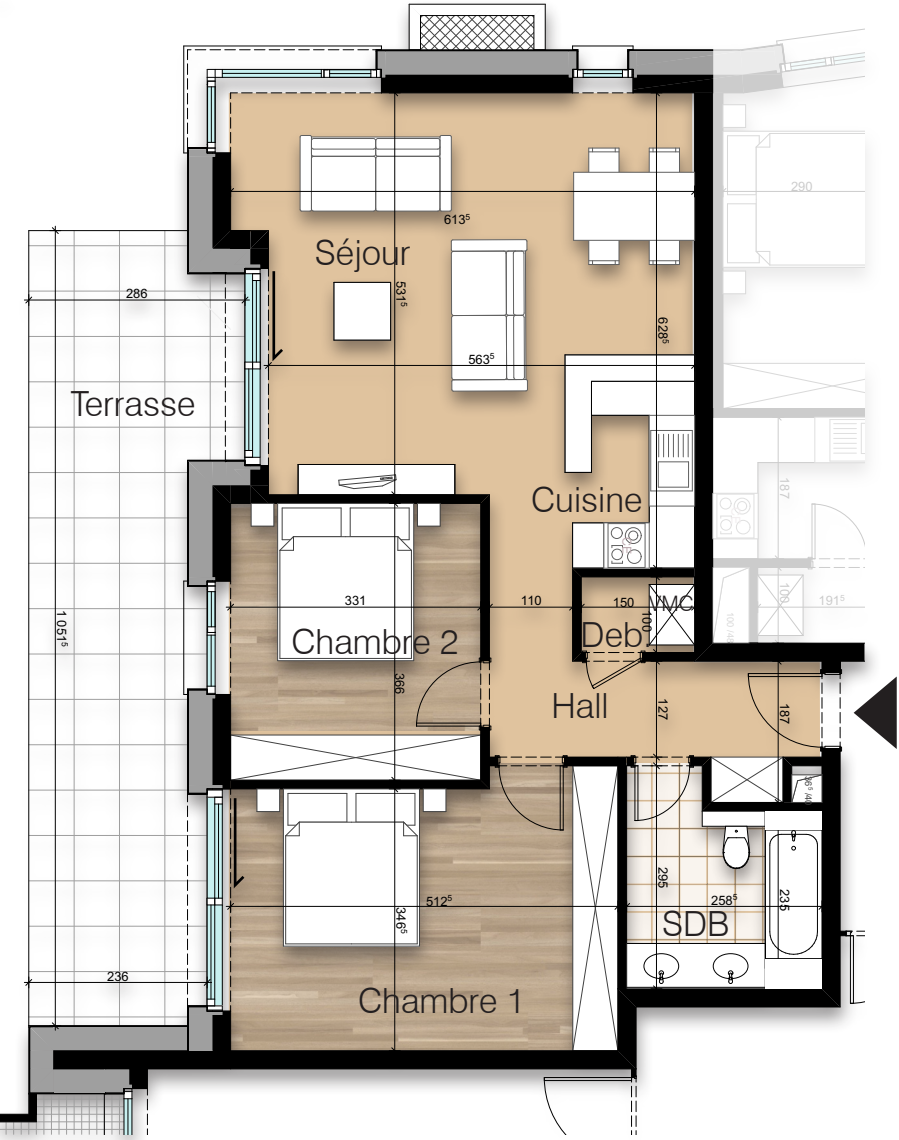 290
613⁵
Séjour
286
531⁵
628⁵
563⁵
Terrasse
187
Cuisine
331
110
150
VMC
100
100
191⁵
1051⁵
Deb.
Chambre 2
366
Hall
127
187
512⁵
346⁵
295
258⁵
235
SDB
236
Chambre 1